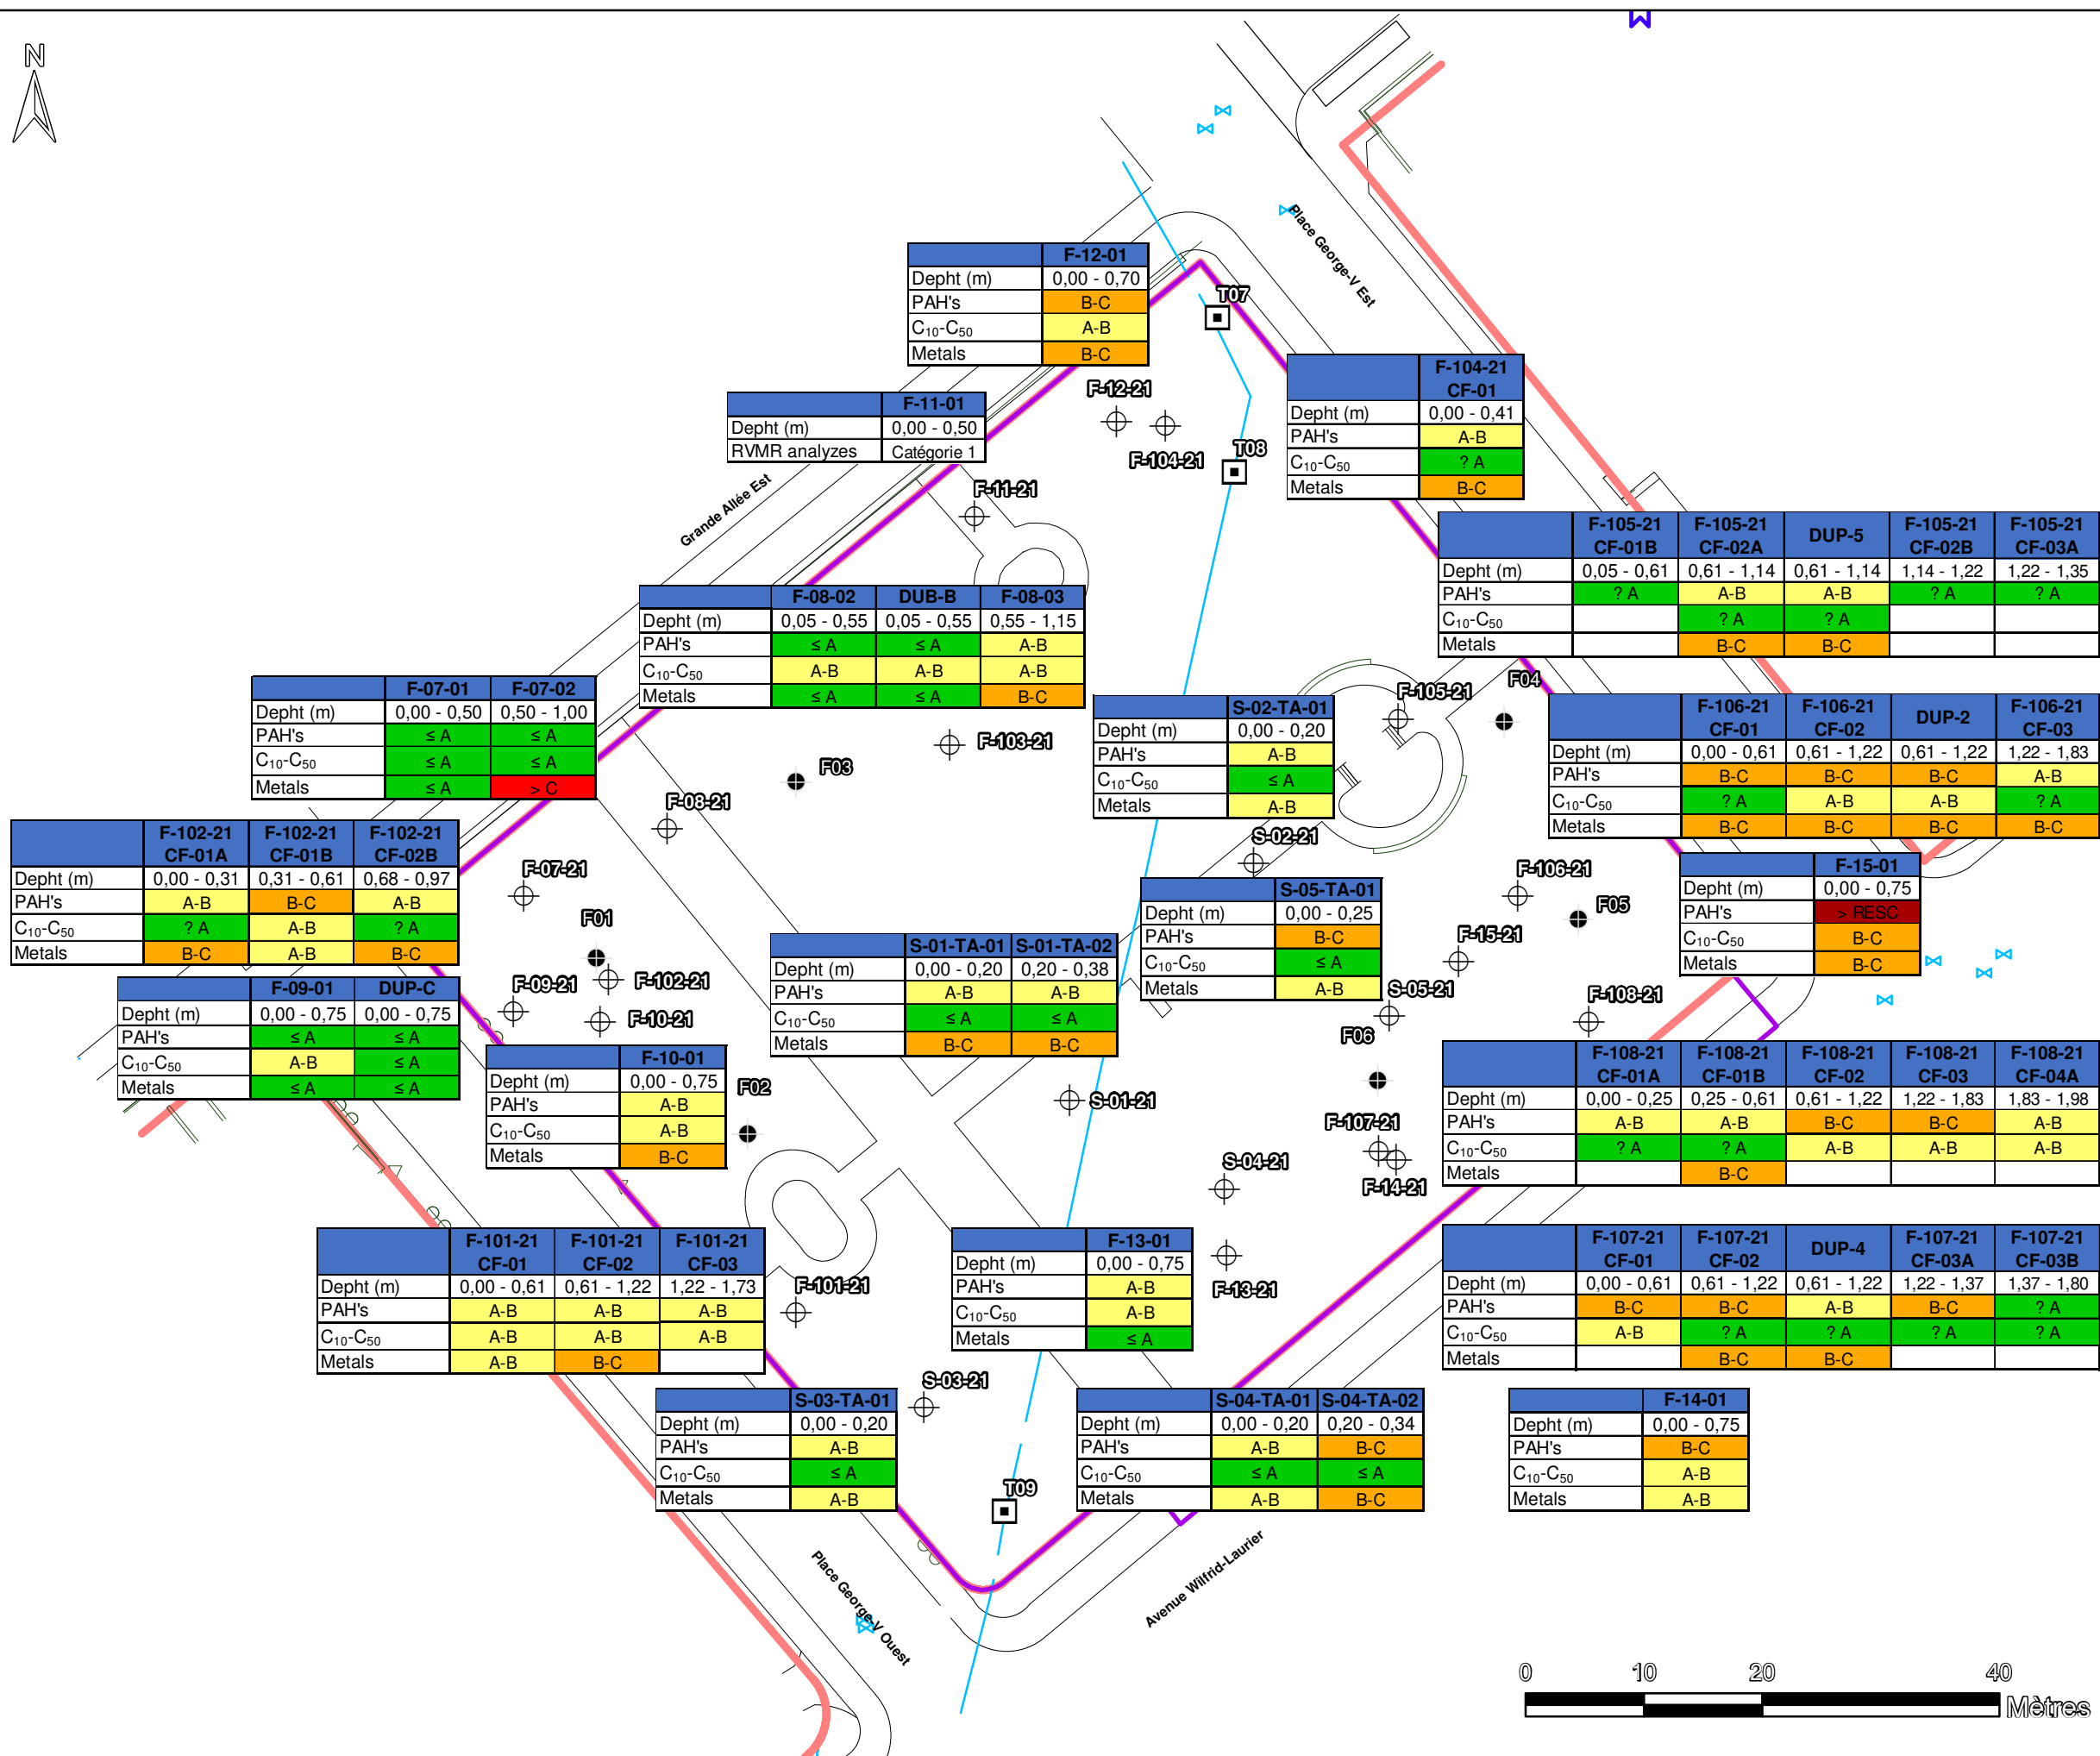 N
Place George-V Est
F-12-01
Depht (m) 0,00 - 0,70
PAH's B-C
C10-C50 A-B
Metals B-C
T07
F-12-21
F-104-21
T08
F-104-21
CF-01
Depht (m) 0,00 - 0,41
PAH's A-B
C10-C50 ? A
Metals B-C
F-11-01
Depht (m) 0,00 - 0,50
RVMR analyzes Catégorie 1
F-11-21
Grande Allée Est
F-105-21 F-105-21 DUP-5 F-105-21 F-105-21
CF-01B CF-02A CF-02B CF-03A
Depht (m) 0,05 - 0,61 0,61 - 1,14 0,61 - 1,14 1,14 - 1,22 1,22 - 1,35
PAH's ? A A-B A-B ? A ? A
C10-C50 ? A ? A
Metals B-C B-C
F-08-02 DUB-B F-08-03
Depht (m) 0,05 - 0,55 0,05 - 0,55 0,55 - 1,15
PAH's ≤ A ≤ A A-B
C10-C50 A-B A-B A-B
Metals ≤ A ≤ A B-C
F-07-01 F-07-02
Depht (m) 0,00 - 0,50 0,50 - 1,00
PAH's ≤ A ≤ A
C10-C50 ≤ A ≤ A
Metals ≤ A > C
F-103-21
F03
F-08-21
S-02-TA-01
Depht (m) 0,00 - 0,20
PAH's A-B
C10-C50 ≤ A
Metals A-B
F-105-21
F04
F-106-21 F-106-21 DUP-2 F-106-21
CF-01 CF-02 CF-03
Depht (m) 0,00 - 0,61 0,61 - 1,22 0,61 - 1,22 1,22 - 1,83
PAH's B-C B-C B-C A-B
C10-C50 ? A A-B A-B ? A
Metals B-C B-C B-C B-C
S-02-21
F-102-21 F-102-21 F-102-21
CF-01A CF-01B CF-02B
Depht (m) 0,00 - 0,31 0,31 - 0,61 0,68 - 0,97
PAH's A-B B-C A-B
C10-C50 ? A A-B ? A
Metals B-C A-B B-C
F-07-21
F01
F-102-21
F-09-21
F-10-21
F-106-21
F05
F-15-01
Depht (m) 0,00 - 0,75
PAH's > RESC
C10-C50 B-C
Metals B-C
S-05-TA-01
Depht (m) 0,00 - 0,25
PAH's B-C
C10-C50 ≤ A
Metals A-B
F-15-21
S-05-21
F-108-21
F06
S-01-TA-01 S-01-TA-02
Depht (m) 0,00 - 0,20 0,20 - 0,38
PAH's A-B A-B
C10-C50 ≤ A ≤ A
Metals B-C B-C
F-09-01 DUP-C
Depht (m) 0,00 - 0,75 0,00 - 0,75
PAH's ≤ A ≤ A
C10-C50 A-B ≤ A
Metals ≤ A ≤ A
F-10-01
Depht (m) 0,00 - 0,75
PAH's A-B
C10-C50 A-B
Metals B-C
F02
S-01-21
F-108-21 F-108-21 F-108-21 F-108-21 F-108-21
CF-01A CF-01B CF-02 CF-03 CF-04A
Depht (m) 0,00 - 0,25 0,25 - 0,61 0,61 - 1,22 1,22 - 1,83 1,83 - 1,98
PAH's A-B A-B B-C B-C A-B
C10-C50 ? A ? A A-B A-B A-B
Metals B-C
F-107-21
F-14-21
S-04-21
F-13-21
F-101-21 F-101-21 F-101-21
CF-01 CF-02 CF-03
Depht (m) 0,00 - 0,61 0,61 - 1,22 1,22 - 1,73
PAH's A-B A-B A-B
C10-C50 A-B A-B A-B
Metals A-B B-C
F-101-21
F-13-01
Depht (m) 0,00 - 0,75
PAH's A-B
C10-C50 A-B
Metals ≤ A
F-107-21 F-107-21 DUP-4 F-107-21 F-107-21
CF-01 CF-02 CF-03A CF-03B
Depht (m) 0,00 - 0,61 0,61 - 1,22 0,61 - 1,22 1,22 - 1,37 1,37 - 1,80
PAH's B-C B-C A-B B-C ? A
C10-C50 A-B ? A ? A ? A ? A
Metals B-C B-C
S-03-21
S-03-TA-01
Depht (m) 0,00 - 0,20
PAH's A-B
C10-C50 ≤ A
Metals A-B
T09
S-04-TA-01 S-04-TA-02
Depht (m) 0,00 - 0,20 0,20 - 0,34
PAH's A-B B-C
C10-C50 ≤ A ≤ A
Metals A-B B-C
F-14-01
Depht (m) 0,00 - 0,75
PAH's B-C
C10-C50 A-B
Metals A-B
Place George-V Ouest
Avenue Wilfrid-Laurier
0 10 20 40
Mètres